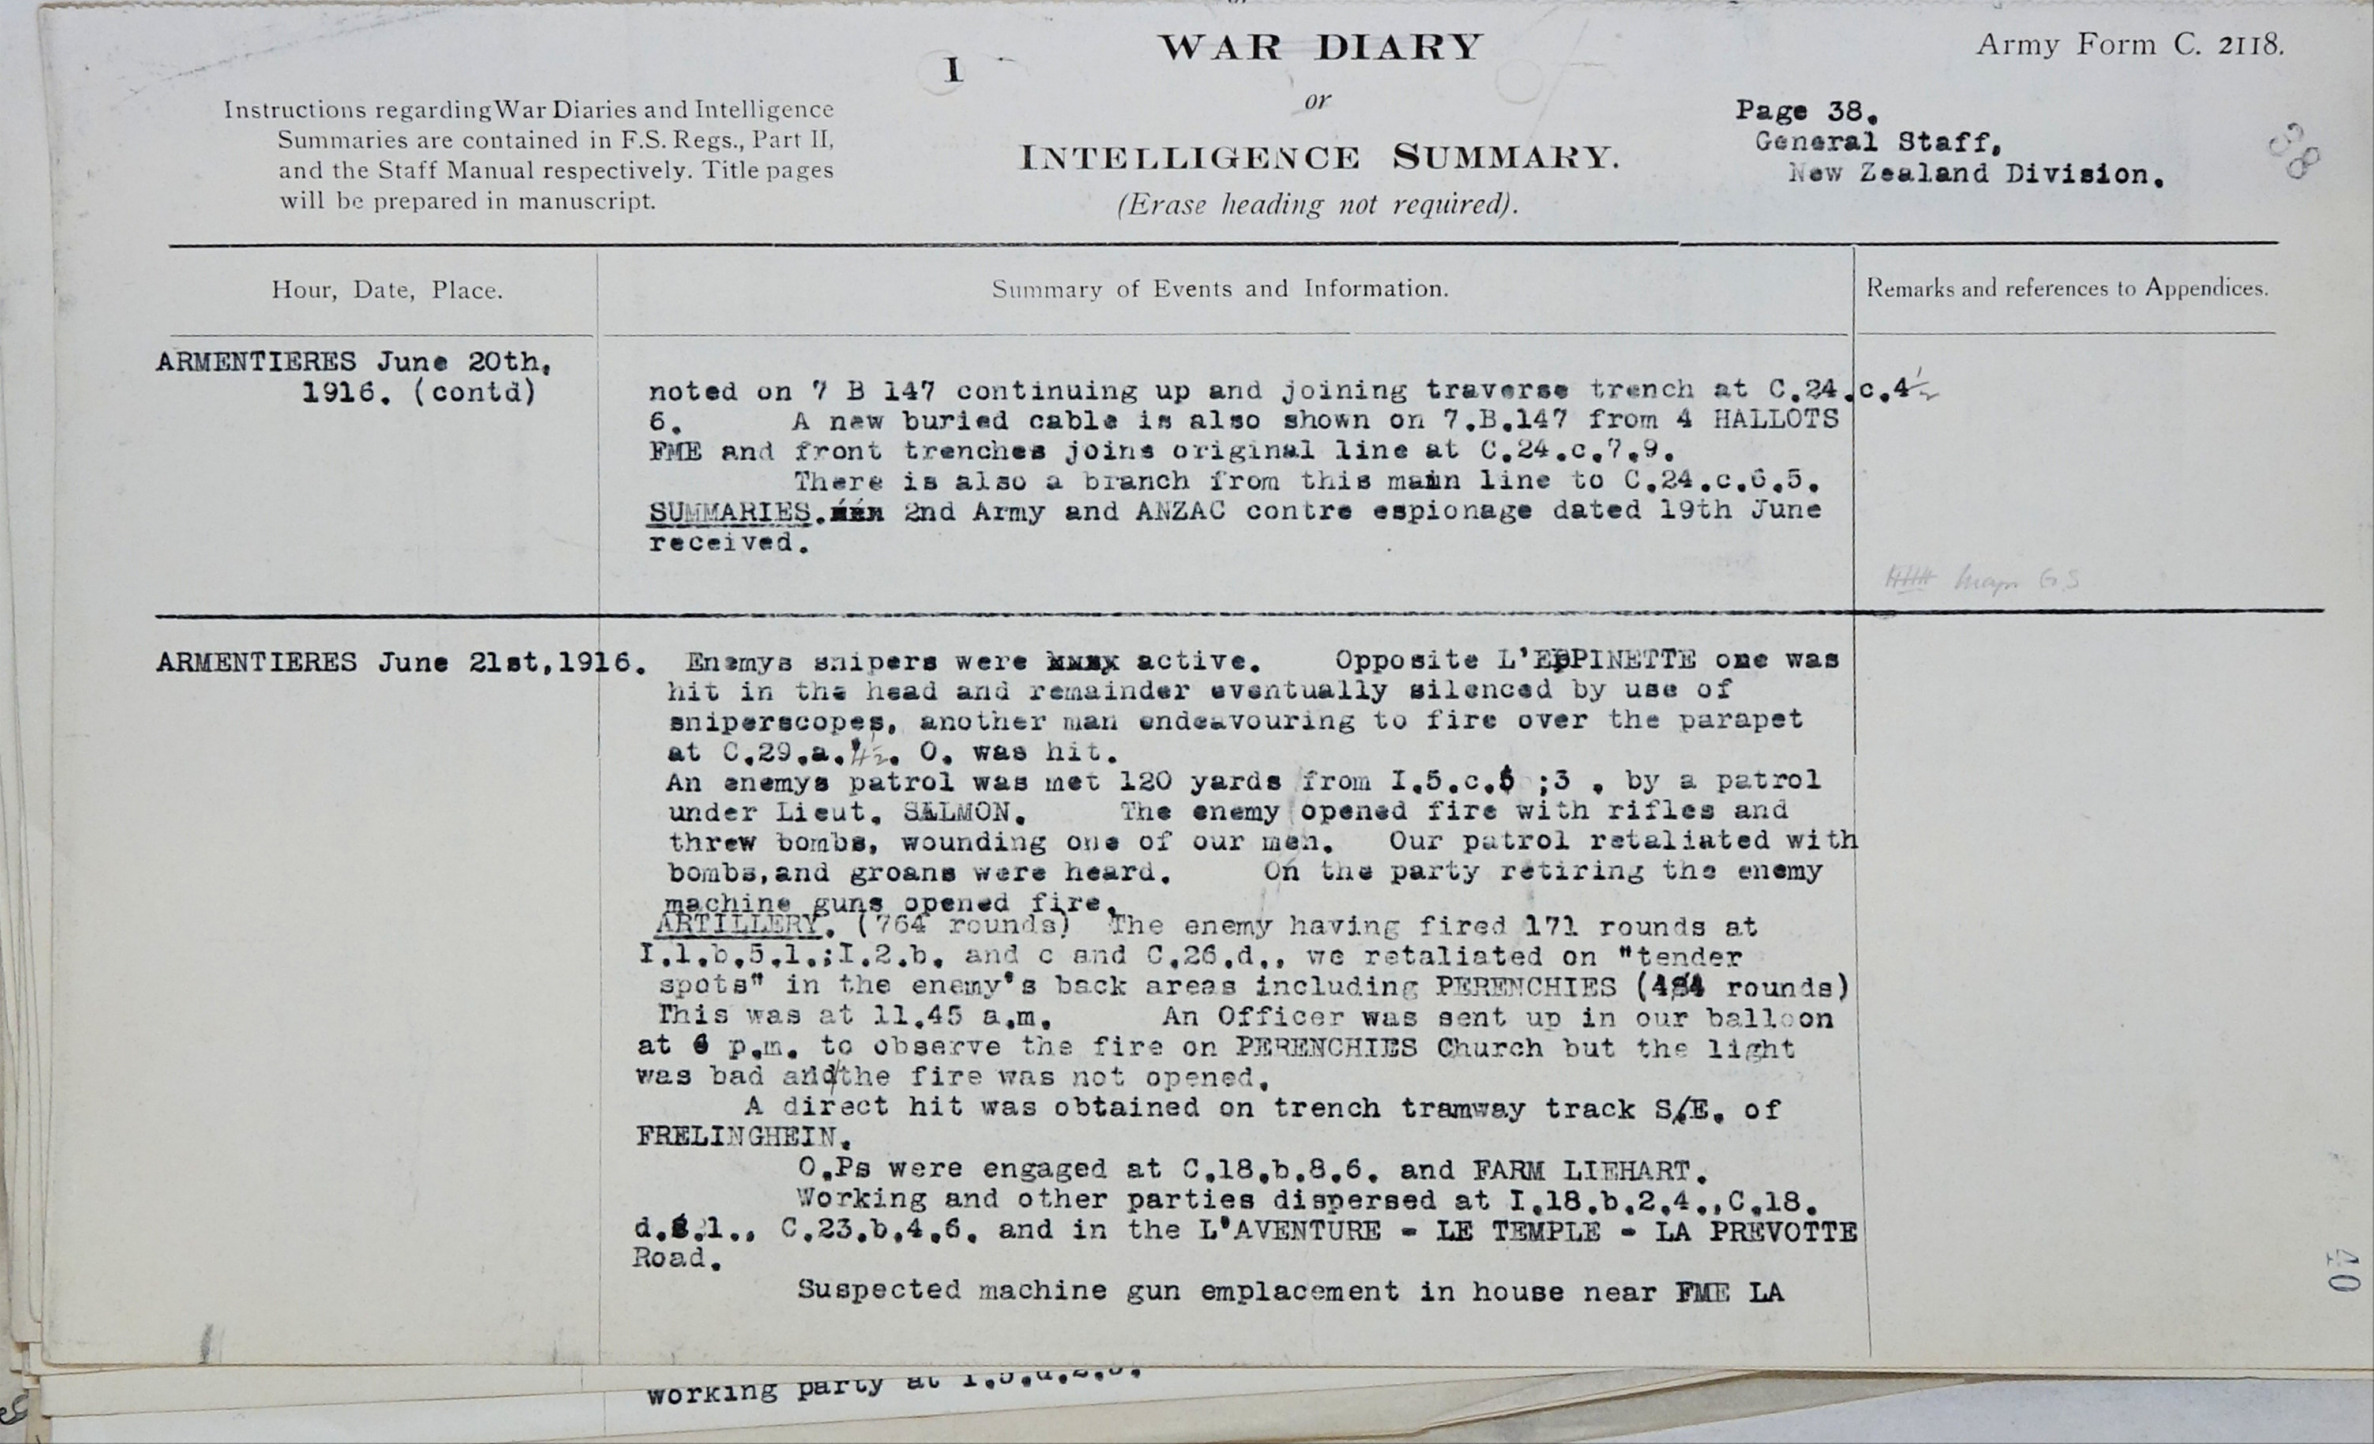 WAR DIARY
or
INTELLIGENCE SUMMARY.
(Erase heading not required).
Army Form C. 2118.
I
Instructions regarding War Diaries and Intelligence
Summaries are contained in F.S. Regs., Part II,
and the Staff Manual respectively. Title pages
will be prepared in manuscript.
Page 38.
General Staff,
New Zealand Division.
38
Hour, Date, Place.
Summary of Events and Information.
Remarks and references to Appendices.
ARMENTIERES June 20th,
1916. (contd)
noted on 7 B 147 continuing up and joining traverse trench at C.24.c.4½
6. A new buried cable is also shown on 7.B.147 from 4 HALLOTS
FME and front trenches joins original line at C.24.c.7.9.
There is also a branch from this main line to C.24.c.6.5.
SUMMARIES. 2nd Army and ANZAC contre espionage dated 19th June
received.
Major G S
ARMENTIERES June 21st,1916. Enemys snipers were active. Opposite L'EPPINETTE one was
hit in the head and remainder eventually silenced by use of
sniperscopes, another man endeavouring to fire over the parapet
at C.29.a.4½. O. was hit.
An enemys patrol was met 120 yards from I.5.c.5 ;3 . by a patrol
under Lieut. SALMON. The enemy opened fire with rifles and
threw bombs, wounding one of our men. Our patrol retaliated with
bombs,and groans were heard. On the party retiring the enemy
machine guns opened fire.
ARTILLERY. (764 rounds) The enemy having fired 171 rounds at
I.1.b.5.1.;I.2.b. and c and C.26.d., we retaliated on "tender
spots" in the enemy's back areas including PERENCHIES ( rounds)
This was at 11.45 a.m. An Officer was sent up in our balloon
at 6 p.m. to observe the fire on PERENCHIES Church but the light
was bad and/the fire was not opened.
A direct hit was obtained on trench tramway track S.E. of
FRELINGHEIN.
O.Ps were engaged at C.18.b.8.6. and FARM LIEHART.
Working and other parties dispersed at I.18.b.2.4.,C.18.
d. .1., C.23.b.4.6. and in the L'AVENTURE - LE TEMPLE - LA PREVOTTE
Road.
Suspected machine gun emplacement in house near FME LA
40
working party at